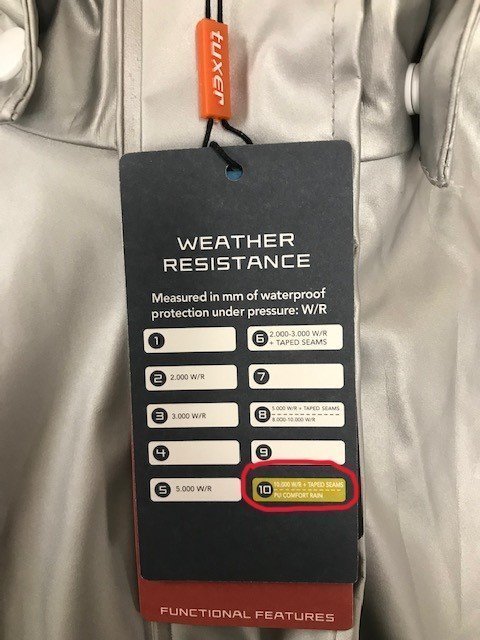 tuxer
WEATHER
RESISTANCE
Measured in mm of waterproof
protection under pressure: W/R
1
2 2.000 W/R
3 3.000 W/R
4
5 5.000 W/R
6 2.000-3.000 W/R
+ TAPED SEAMS
7
8 5.000 W/R + TAPED SEAMS
8.000-10.000 W/R
9
10 10.000 W/R + TAPED SEAMS
PU COMFORT RAIN
FUNCTIONAL FEATURES